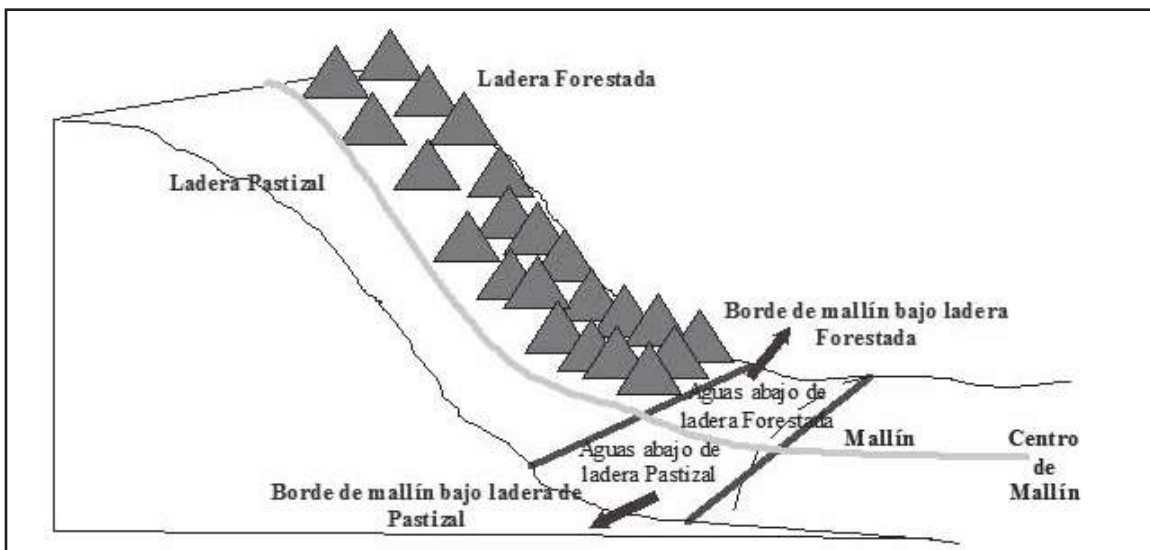 Ladera Forestada
Ladera Pastizal
Borde de mallín bajo ladera
Forestada
Aguas abajo de
ladera Forestada
Mallín
Centro
de
Mallín
Aguas abajo de
ladera Pastizal
Borde de mallín bajo ladera de
Pastizal